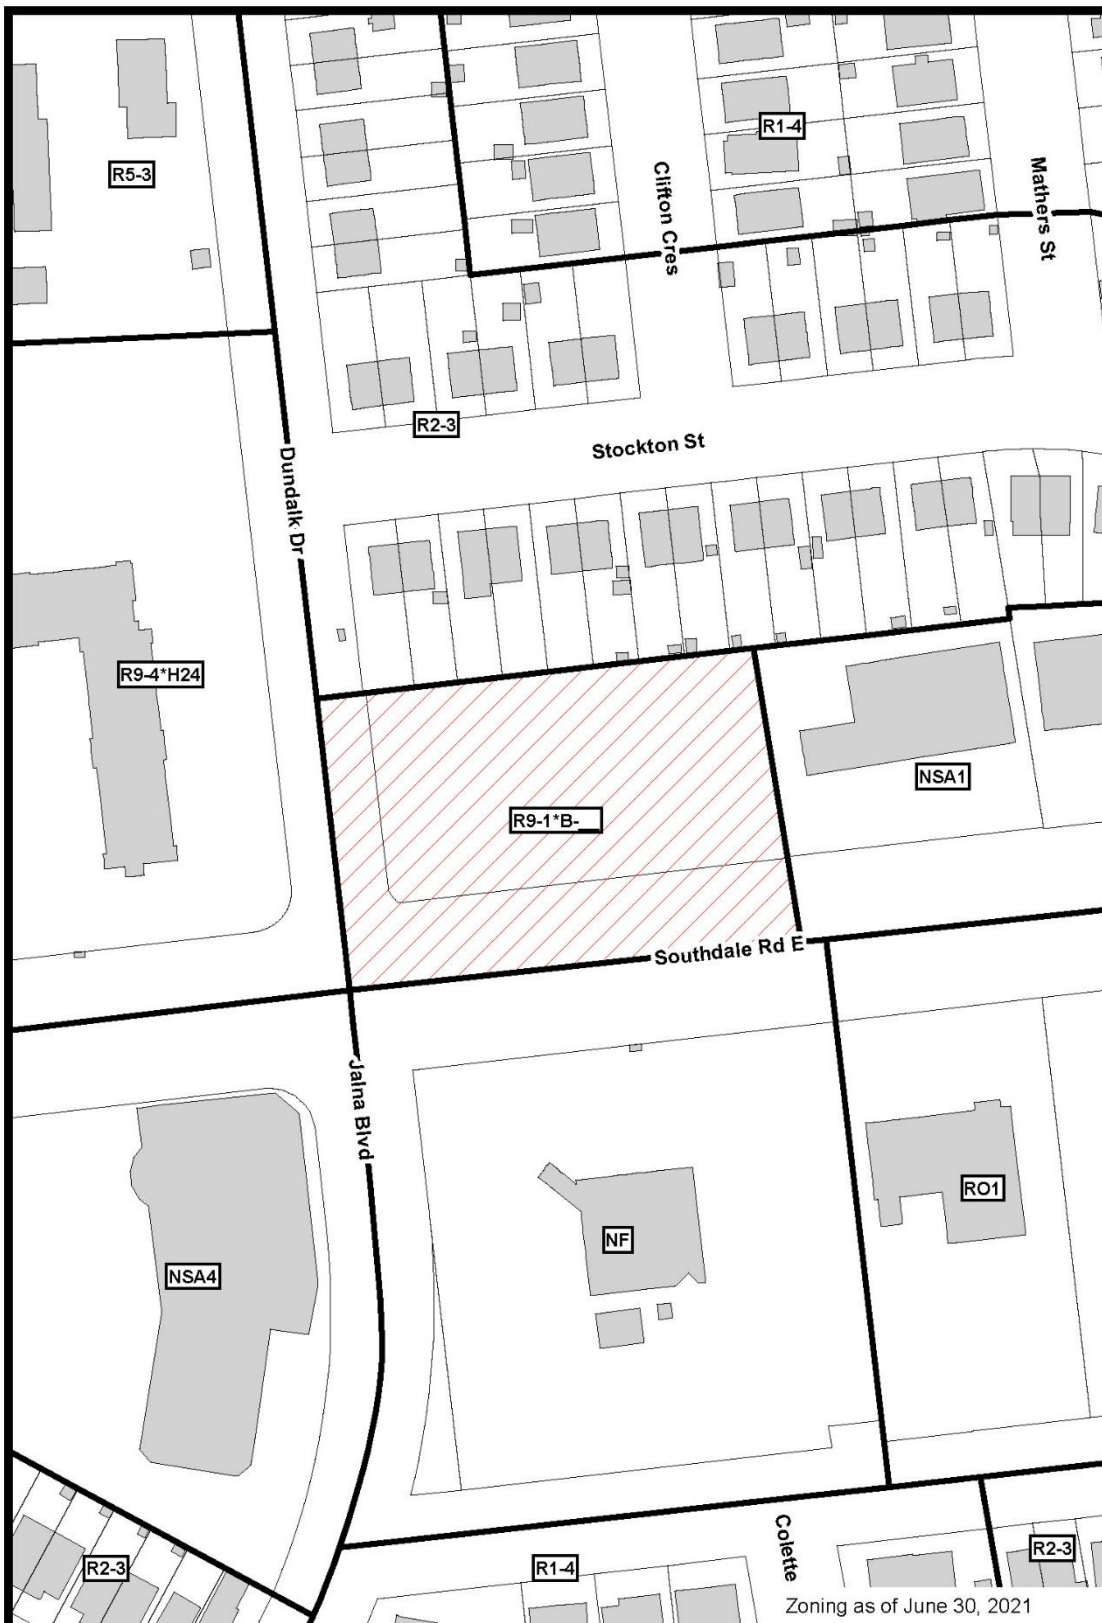 R5-3
R1-4
Clifton Cres
Mathers St
R2-3
Stockton St
Dundalk Dr
R9-4*H24
NSA1
R9-1*B-__
Southdale Rd E
Jalna Blvd
RO1
NF
NSA4
R2-3
R1-4
Colette
R2-3
Zoning as of June 30, 2021